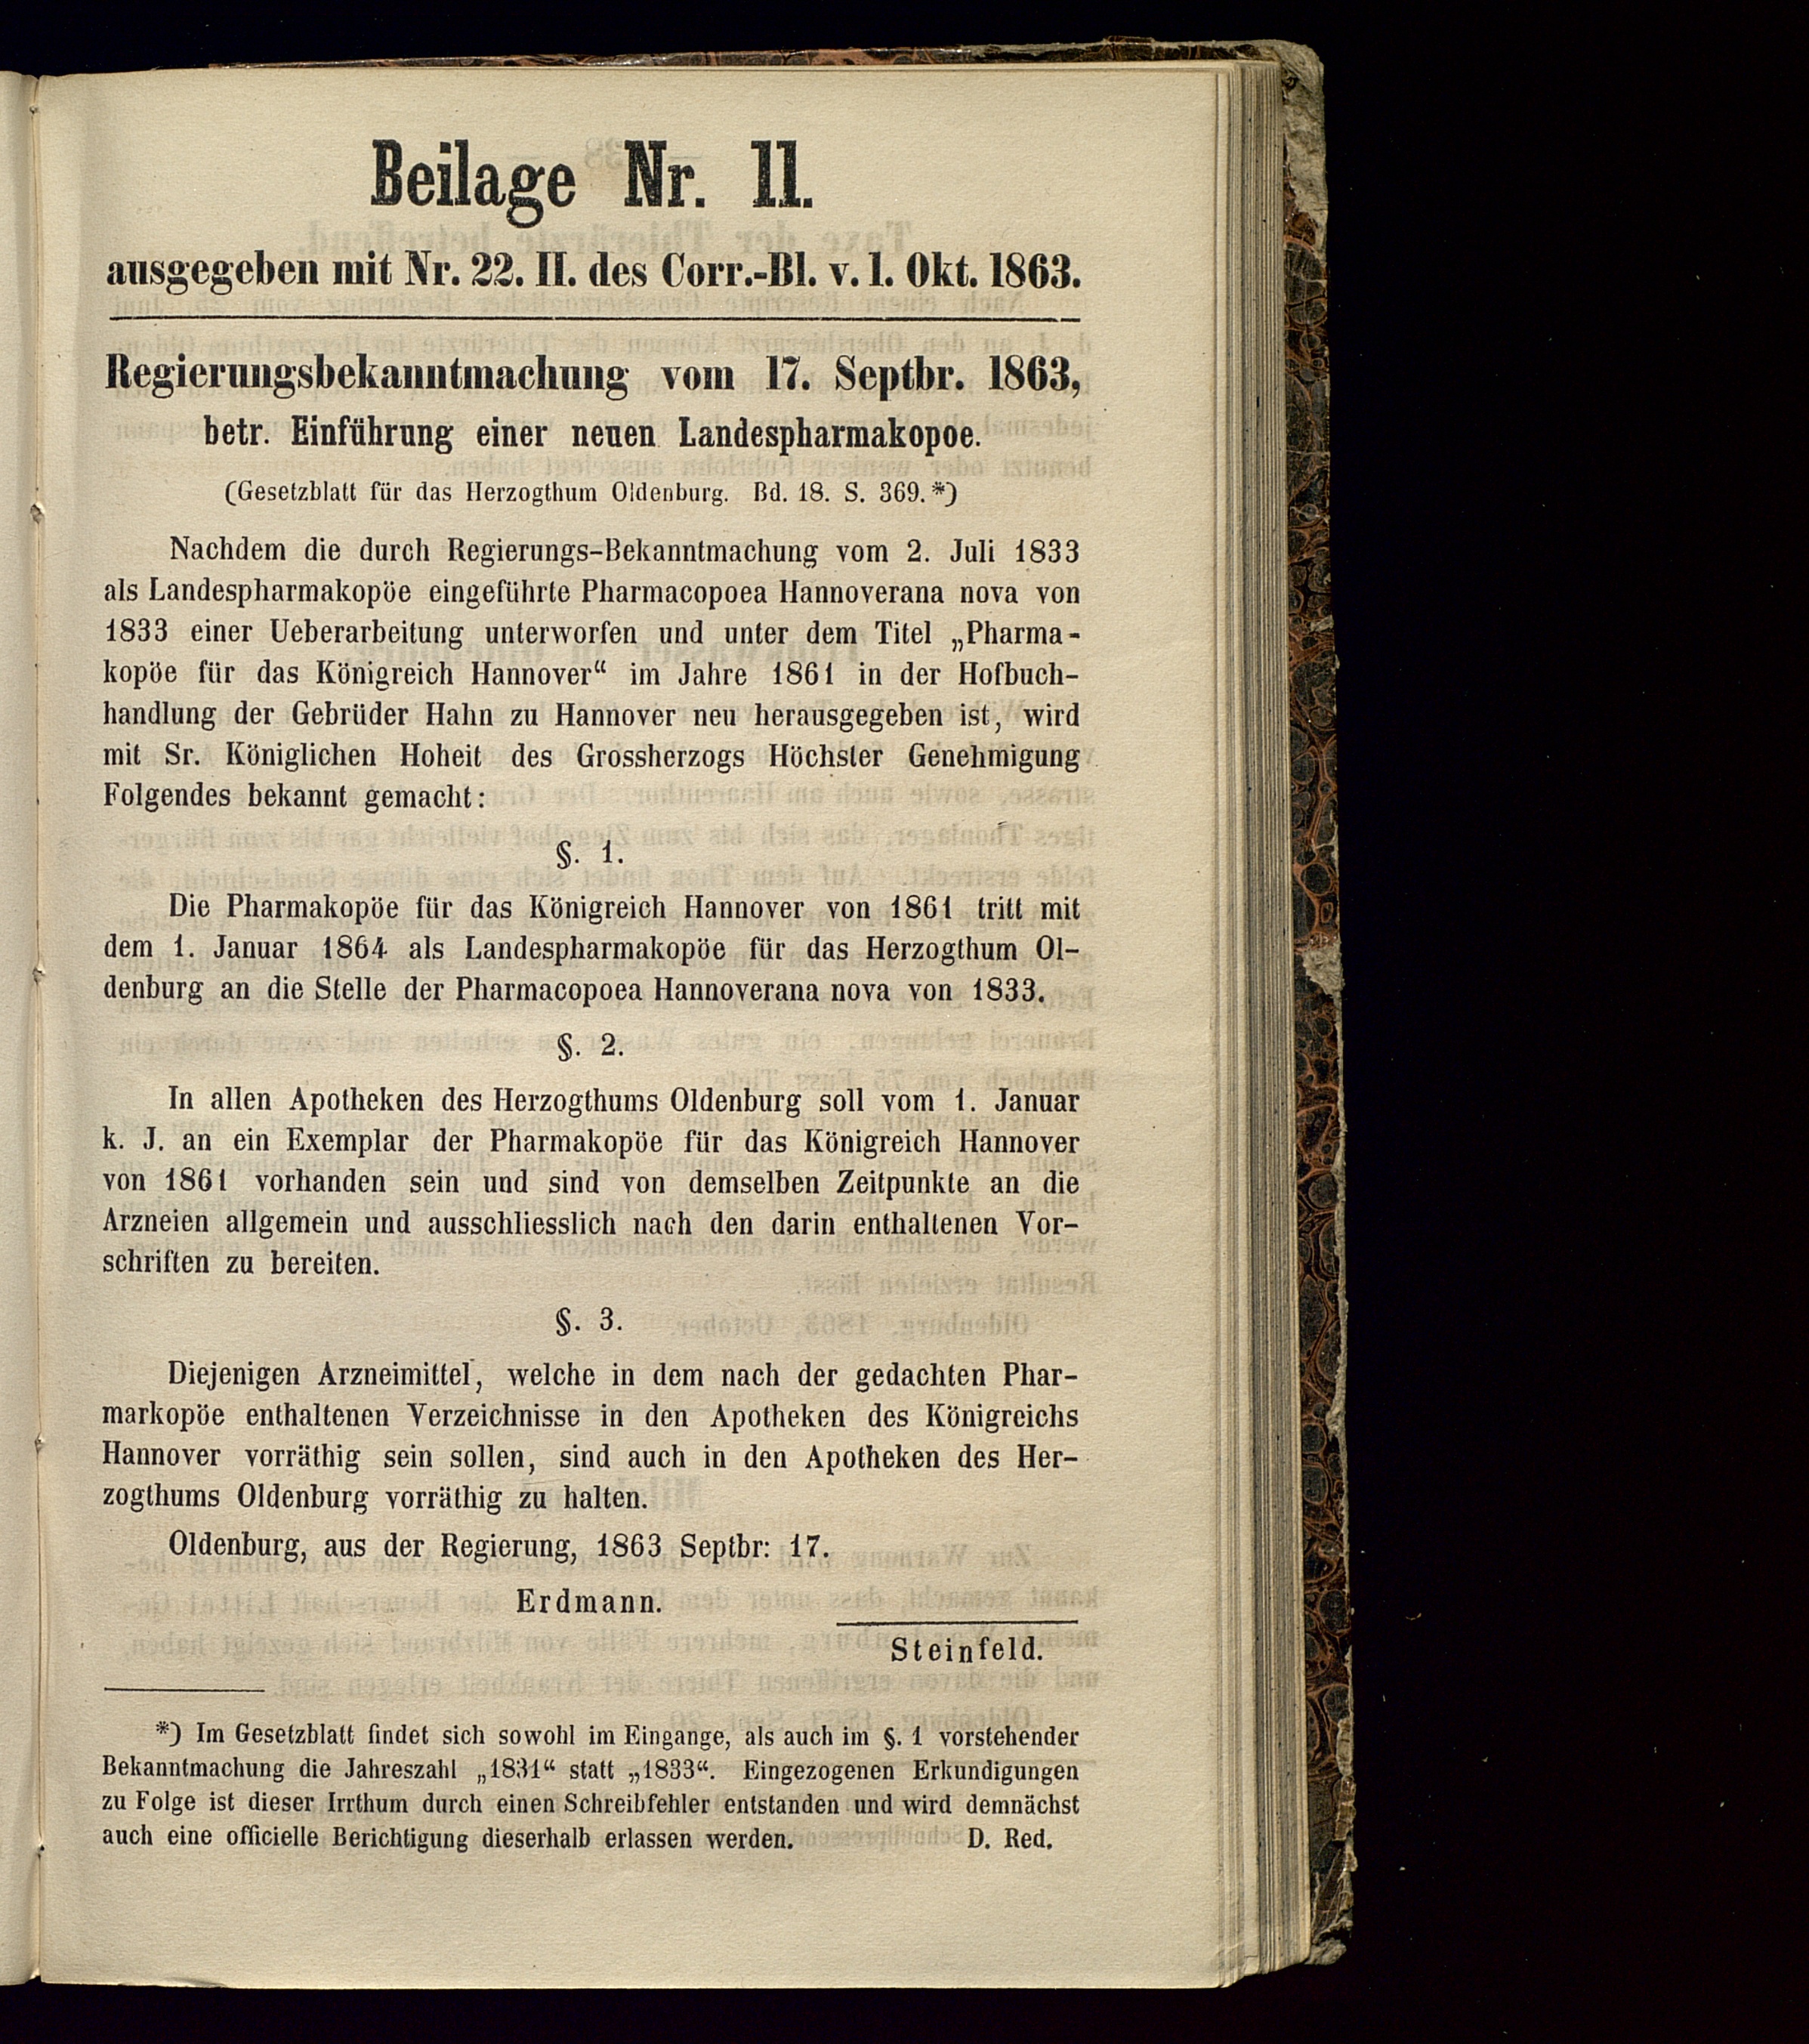 Beilage Nr. 11.
ausgegeben mit Nr. 22. II. des Corr.-Bl. v. 1. Okt. 1863.
Regierungsbekanntmachung vom 17. Septbr. 1863,
betr. Einführung einer neuen Landespharmakopoe.
(Gesetzblatt für das Herzogthum Oldenburg. Bd. 18. S. 369.*)
Nachdem die durch Regierungs-Bekanntmachung vom 2. Juli 1833
als Landespharmakopöe eingeführte Pharmacopoea Hannoverana nova von
1833 einer Ueberarbeitung unterworfen und unter dem Titel „Pharma-
kopöe für das Königreich Hannover“ im Jahre 1861 in der Hofbuch-
handlung der Gebrüder Hahn zu Hannover neu herausgegeben ist, wird
mit Sr. Königlichen Hoheit des Grossherzogs Höchster Genehmigung
Folgendes bekannt gemacht:
§. 1.
Die Pharmakopöe für das Königreich Hannover von 1861 tritt mit
dem 1. Januar 1864 als Landespharmakopöe für das Herzogthum Ol-
denburg an die Stelle der Pharmacopoea Hannoverana nova von 1833.
§. 2.
In allen Apotheken des Herzogthums Oldenburg soll vom 1. Januar
k. J. an ein Exemplar der Pharmakopöe für das Königreich Hannover
von 1861 vorhanden sein und sind von demselben Zeitpunkte an die
Arzneien allgemein und ausschliesslich nach den darin enthaltenen Vor-
schriften zu bereiten.
§. 3.
Diejenigen Arzneimittel, welche in dem nach der gedachten Phar-
markopöe enthaltenen Verzeichnisse in den Apotheken des Königreichs
Hannover vorräthig sein sollen, sind auch in den Apotheken des Her-
zogthums Oldenburg vorräthig zu halten.
Oldenburg, aus der Regierung, 1863 Septbr: 17.
Erdmann.
Steinfeld.
*) Im Gesetzblatt findet sich sowohl im Eingange, als auch im §. 1 vorstehender
Bekanntmachung die Jahreszahl „1831“ statt „1833“. Eingezogenen Erkundigungen
zu Folge ist dieser Irrthum durch einen Schreibfehler entstanden und wird demnächst
auch eine officielle Berichtigung dieserhalb erlassen werden. D. Red.